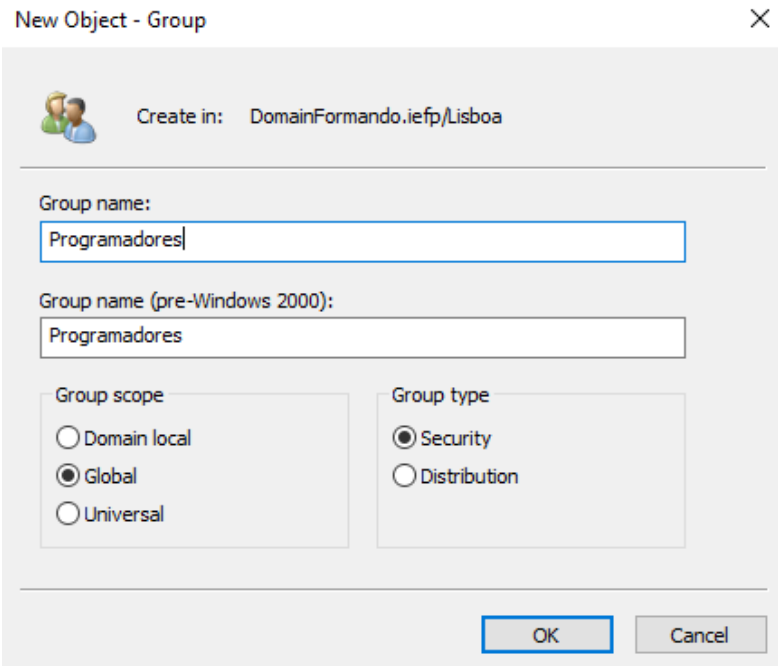 New Object - Group
Create in: DomainFormando.iefp/Lisboa
Group name:
Programadores
Group name (pre-Windows 2000):
Programadores
Group scope
Domain local
Global
Universal
Group type
Security
Distribution
OK
Cancel